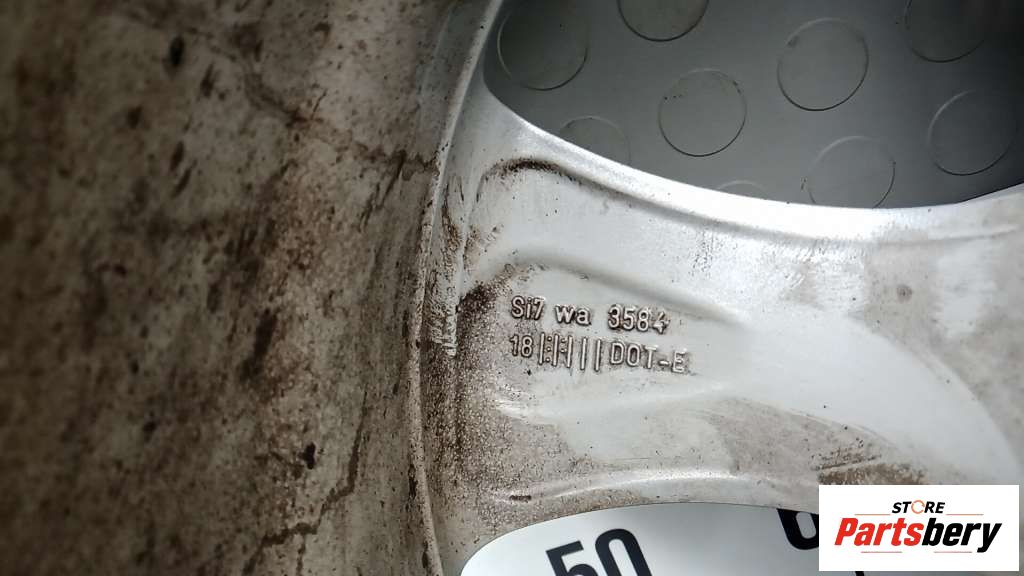 Si7 wa 3584
18 DOT-E
50
STORE
Partsbery